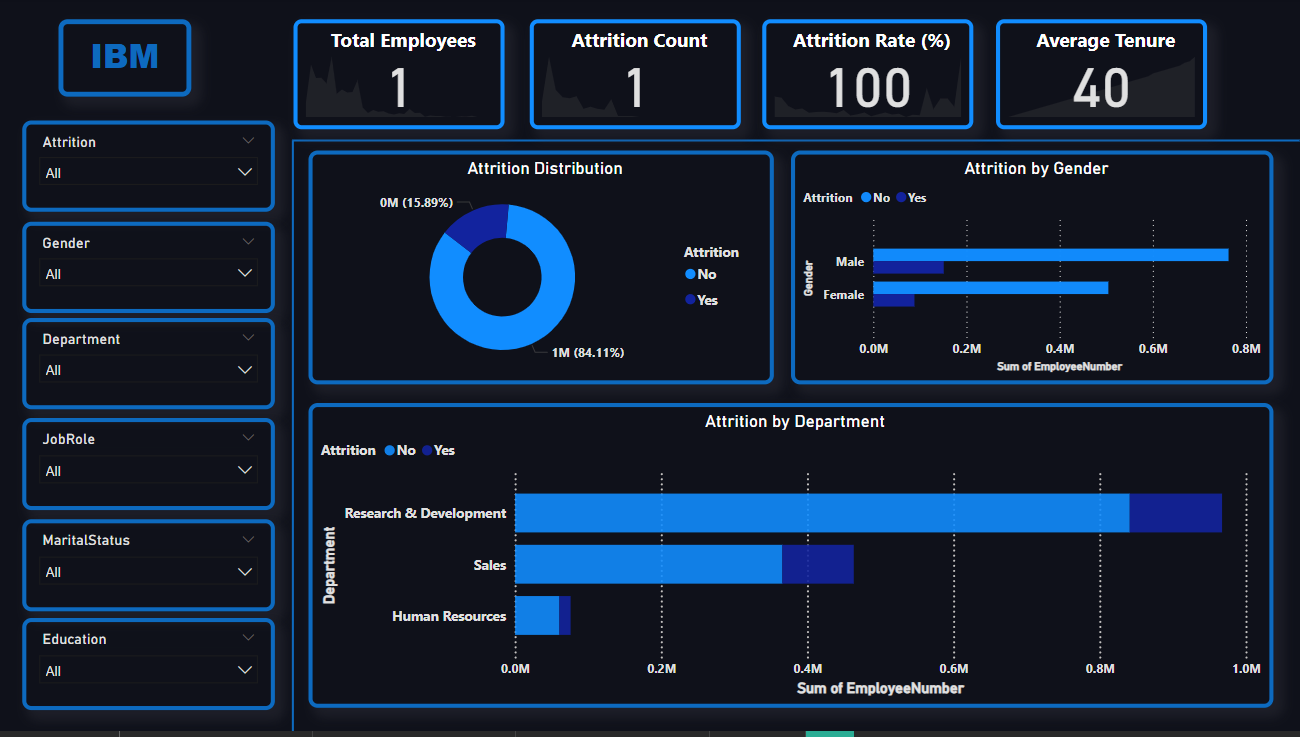 IBM
Total Employees
1
Attrition Count
1
Attrition Rate (%)
100
Average Tenure
40
Attrition
All
Gender
All
Department
All
JobRole
All
MaritalStatus
All
Education
All
Attrition Distribution
0M (15.89%)
1M (84.11%)
Attrition
No
Yes
Attrition by Gender
Attrition No Yes
Gender
Male
Female
0.0M 0.2M 0.4M 0.6M 0.8M
Sum of EmployeeNumber
Attrition by Department
Attrition No Yes
Department
Research & Development
Sales
Human Resources
0.0M 0.2M 0.4M 0.6M 0.8M 1.0M
Sum of EmployeeNumber